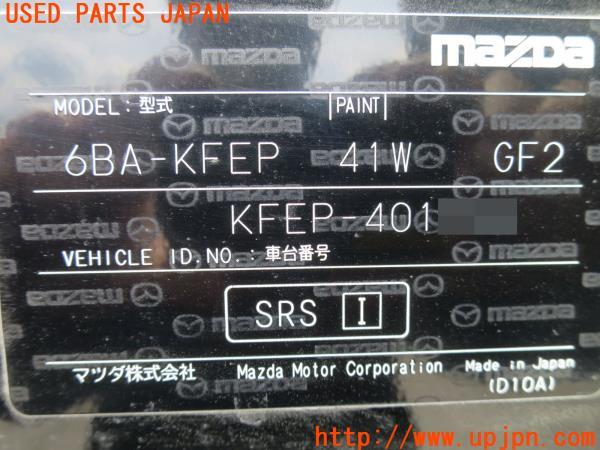 USED PARTS JAPAN
mazda
MODEL: 型式 PAINT
6BA-KFEP 41W GF2
KFEP-401
VEHICLE ID.NO.: 車台番号
SRS I
マツダ株式会社 Mazda Motor Corporation Made in Japan
(D10A)
http://www.upjpn.com